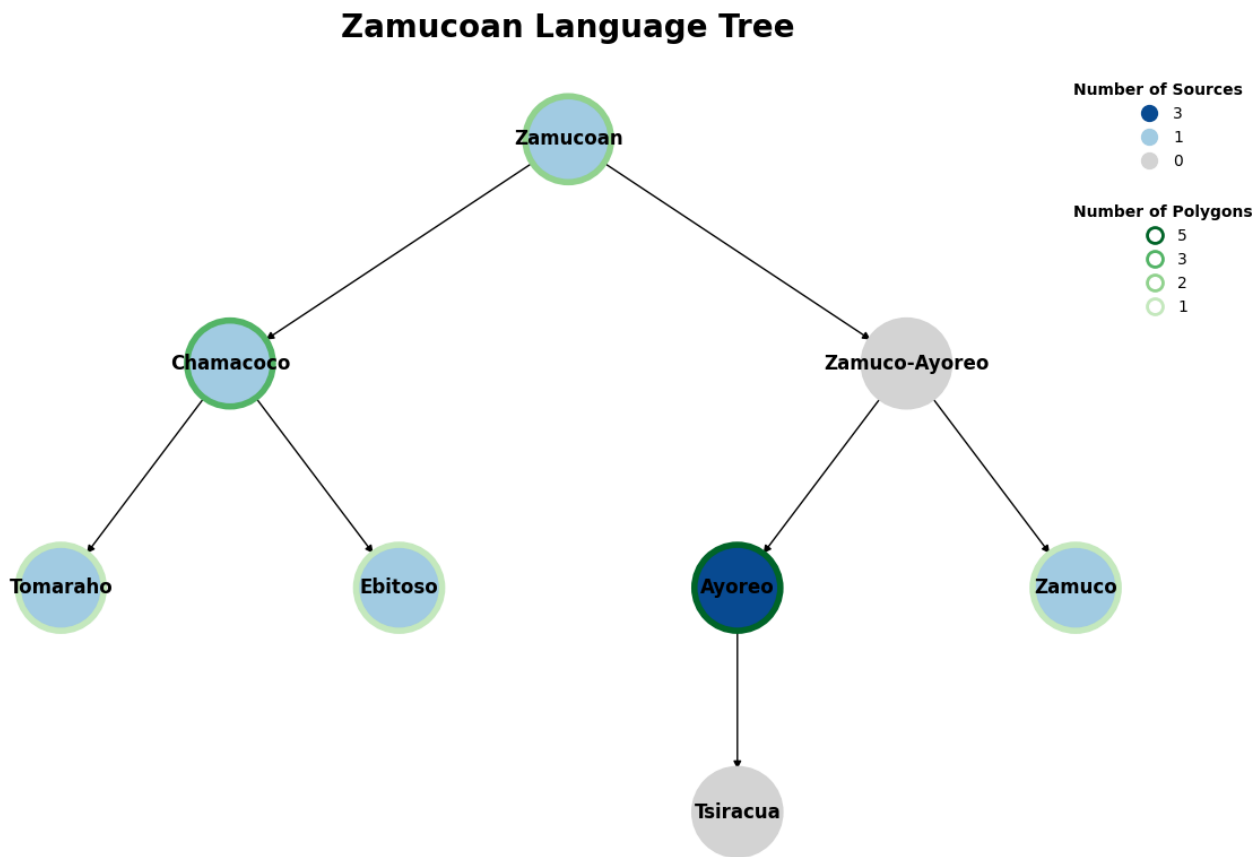 Zamucoan Language Tree
Number of Sources
3
1
0
Number of Polygons
5
3
2
1
Zamucoan
Chamacoco
Zamuco-Ayoreo
Tomaraho
Ebitoso
Ayoreo
Zamuco
Tsiracua